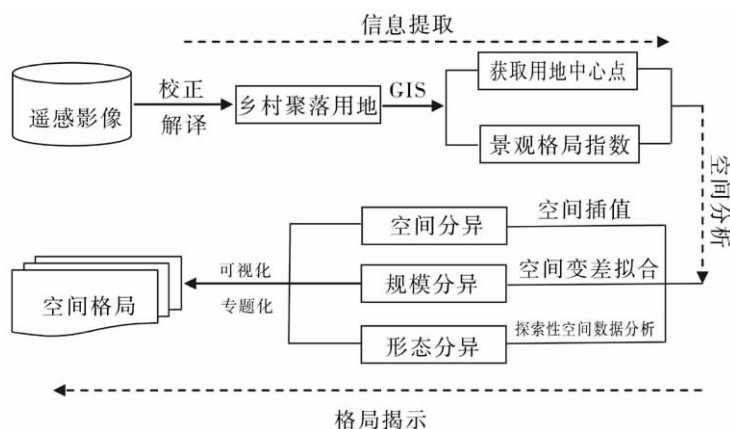 信息提取
遥感影像
校正
解译
乡村聚落用地
GIS
获取用地中心点
景观格局指数
空间分析
空间分异
空间插值
规模分异
空间变差拟合
形态分异
探索性空间数据分析
可视化
专题化
空间格局
格局揭示